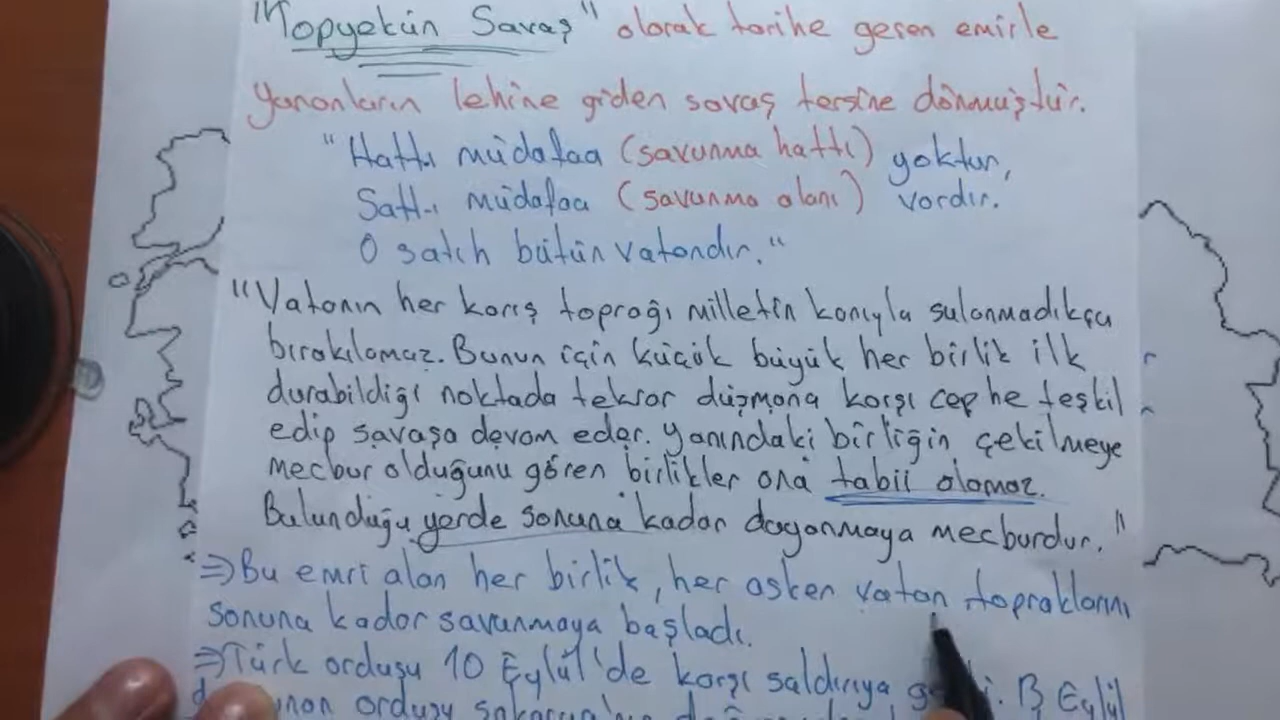 "Topyekün Savaş" olarak tarihe geçen emirle
Yunanların lehine giden savaş tersine dönmüştür.
"Hattı müdafaa (savunma hattı) yoktur,
Sathı müdafaa (savunma alanı) vardır.
O satıh bütün vatandır."
"Vatanın her karış toprağı milletin kanıyla sulanmadıkça
bırakılamaz. Bunun için küçük büyük her birlik ilk
durabildiği noktada tekrar düşmana karşı cephe teşkil
edip savaşa devam eder. Yanındaki birliğin çekilmeye
mecbur olduğunu gören birlikler ona tabii olamaz.
Bulunduğu yerde sonuna kadar dayanmaya mecburdur."
⇒Bu emri alan her birlik, her asker vatan topraklarını
sonuna kadar savunmaya başladı.
⇒Türk ordusu 10 Eylül'de karşı saldırıya Eylül
ordusu